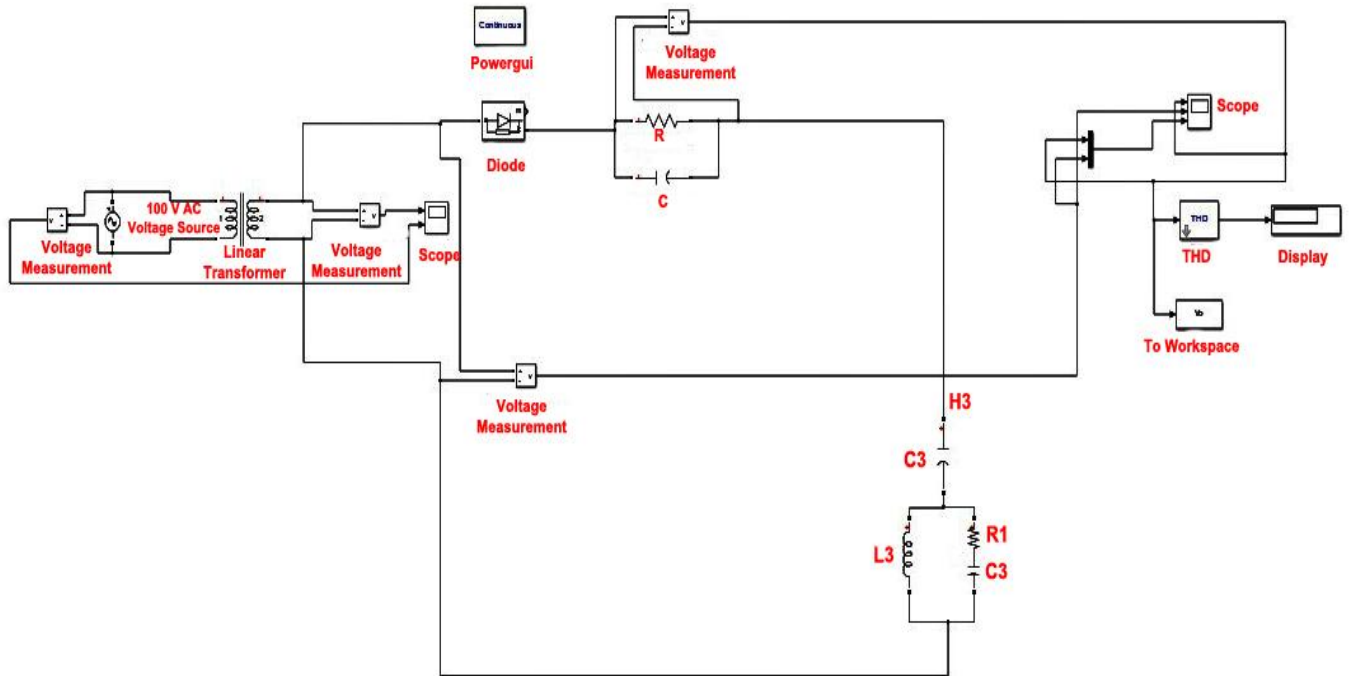 Continuous
Powergui
Voltage
Measurement
Scope
R
Diode
C
100 V AC
Voltage Source
Voltage
Measurement
Linear
Transformer
Voltage
Measurement
Scope
THD
THD
Display
Vo
To Workspace
Voltage
Measurement
H3
C3
L3
R1
C3